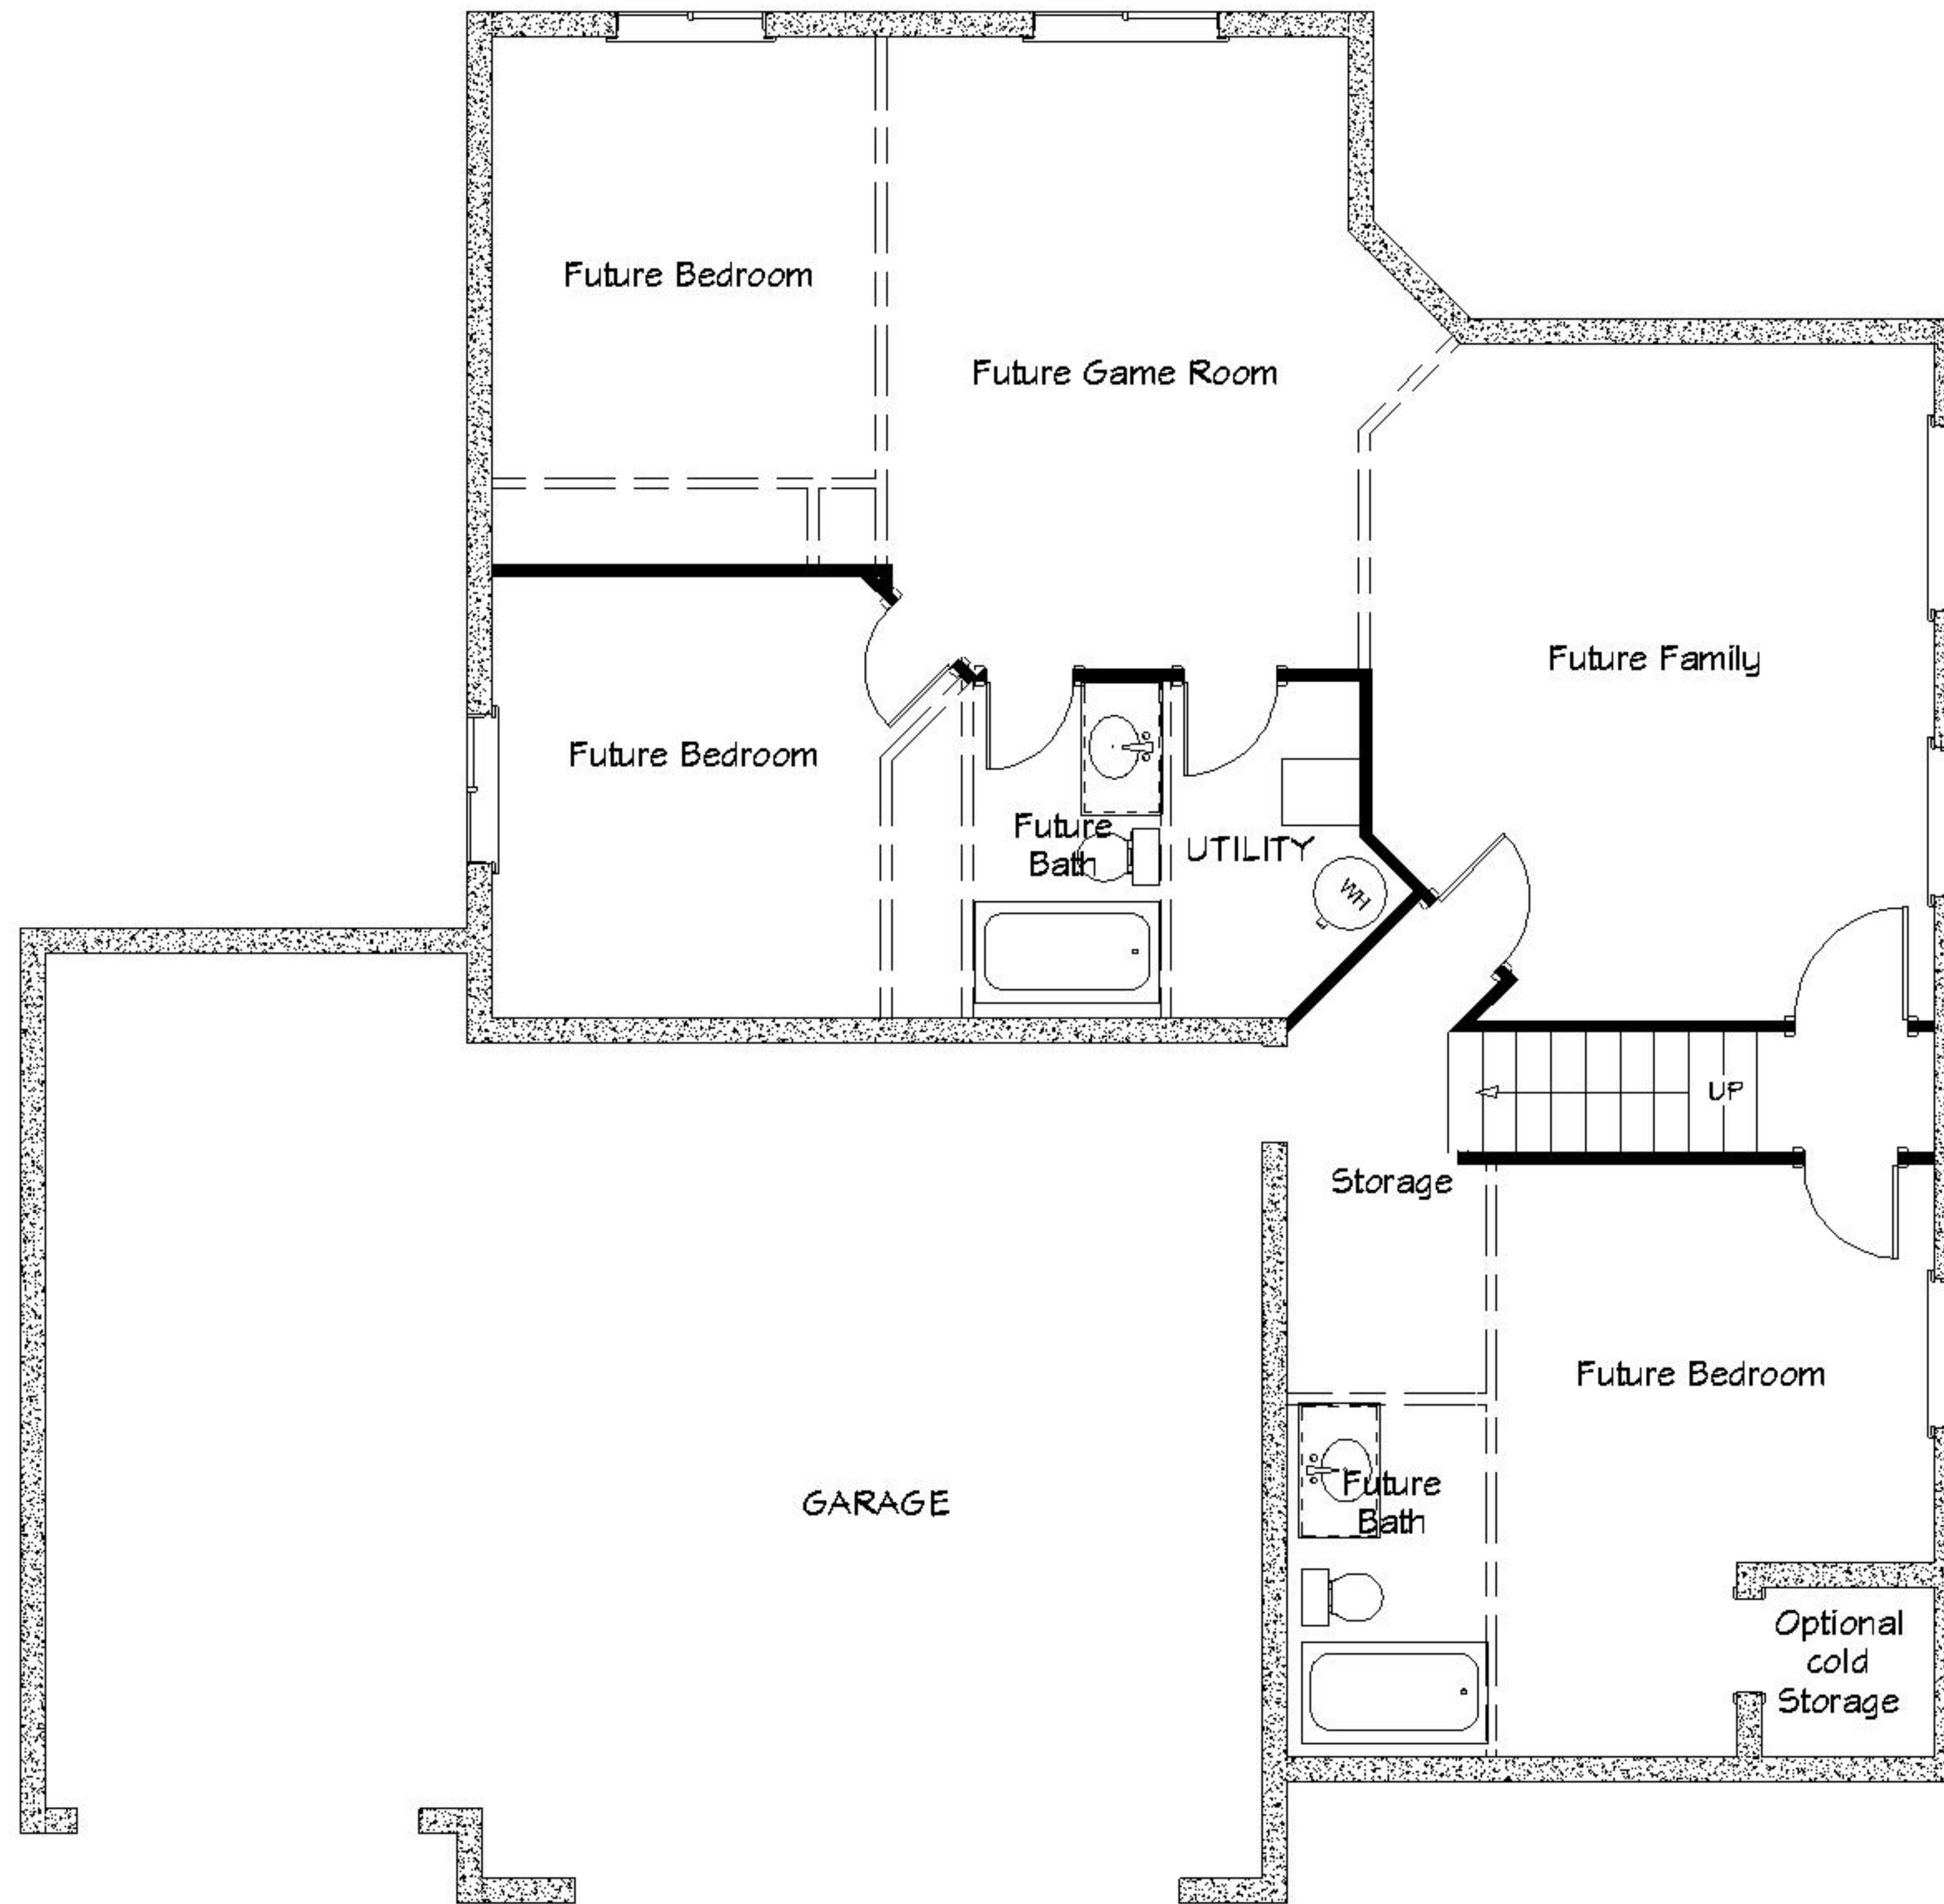 Future Bedroom
Future Game Room
Future Family
Future Bedroom
Future
Bath
UTILITY
WH
UP
Storage
Future Bedroom
GARAGE
Future
Bath
Optional
cold
Storage